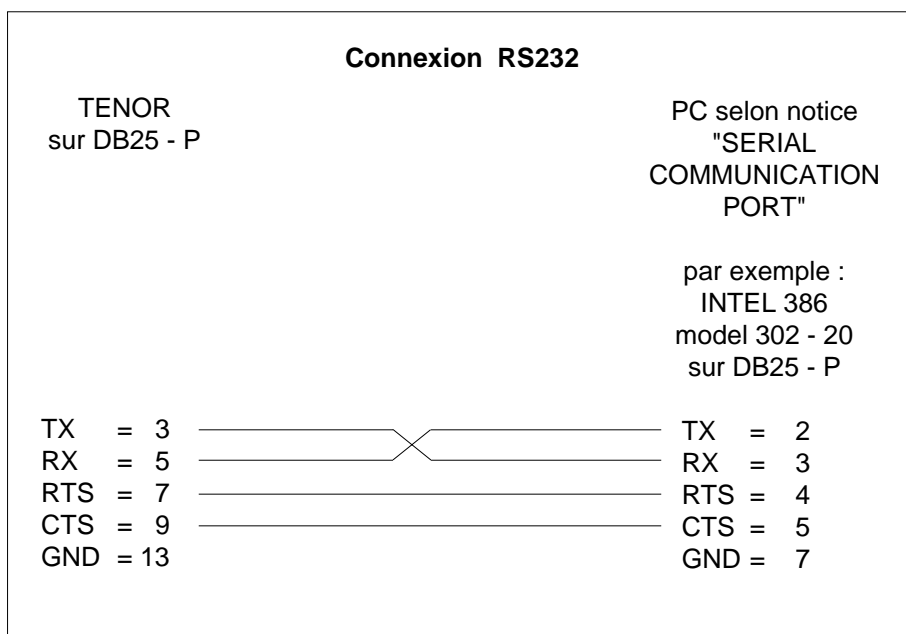 Connexion RS232
TENOR
sur DB25 - P
PC selon notice
"SERIAL
COMMUNICATION
PORT"
par exemple :
INTEL 386
model 302 - 20
sur DB25 - P
TX = 3
RX = 5
RTS = 7
CTS = 9
GND = 13
TX = 2
RX = 3
RTS = 4
CTS = 5
GND = 7